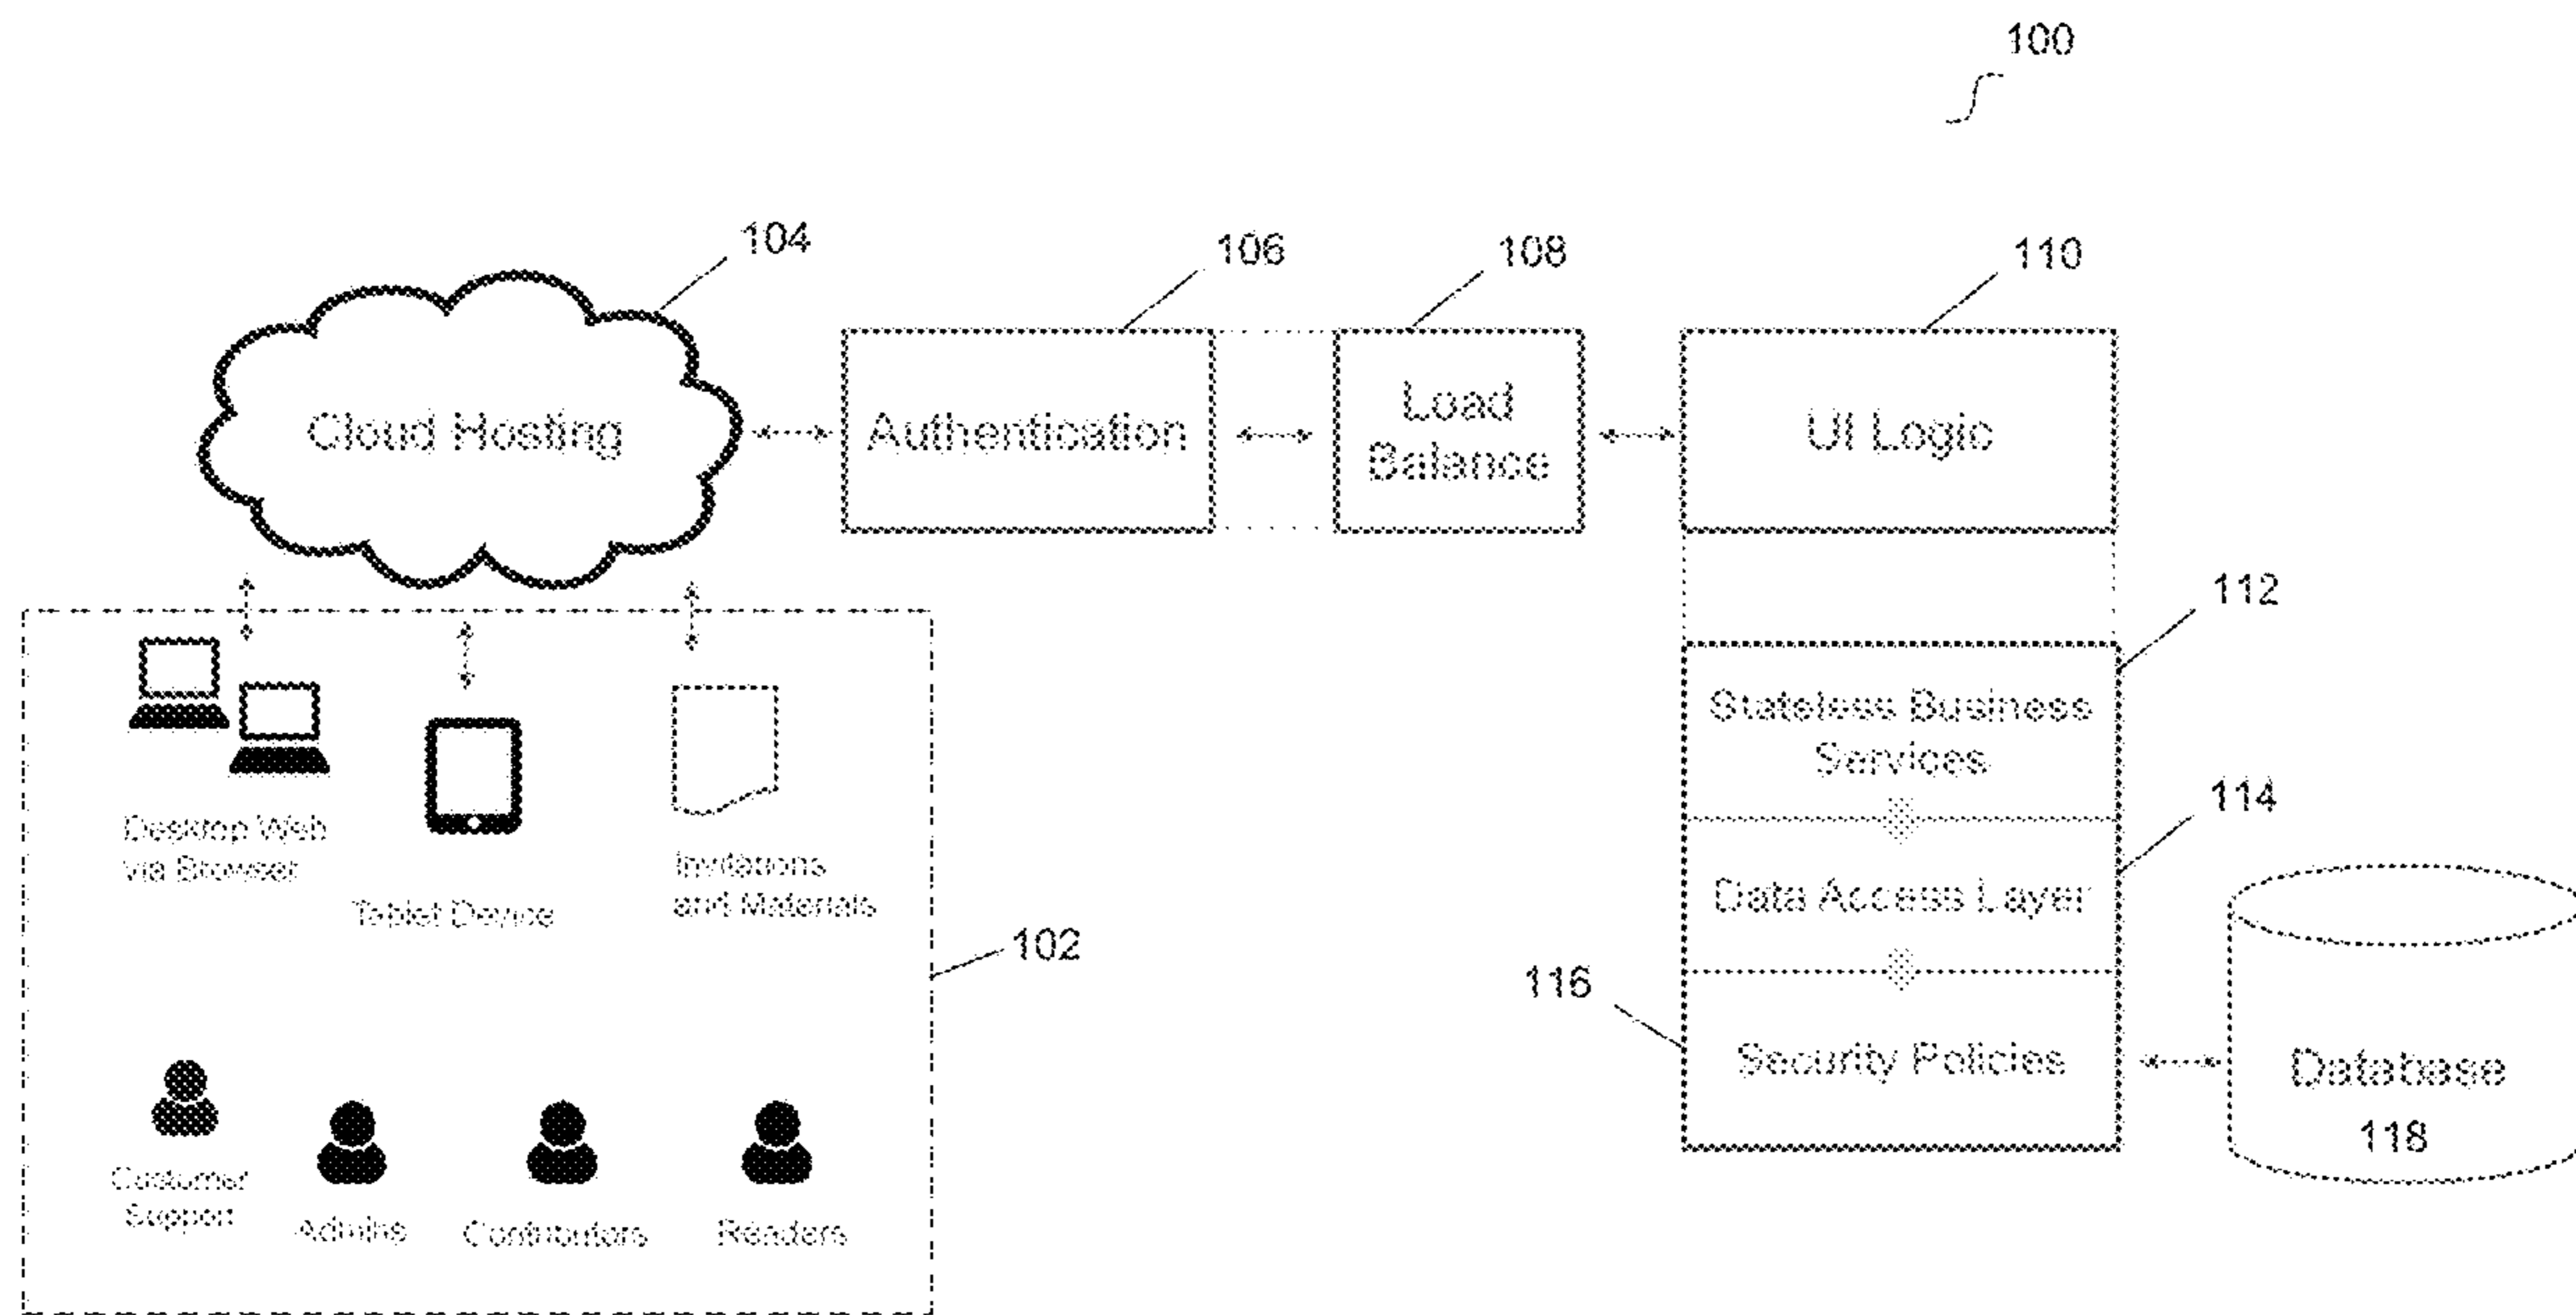 100
104
106
108
110
Cloud Hosting
Authentication
Load
Balance
UI Logic
112
Stateless Business
Services
114
Data Access Layer
116
Security Policies
Database
118
Desktop Web
via Browser
Tablet Device
Invitations
and Materials
102
Customer
Support
Admins
Contributors
Readers